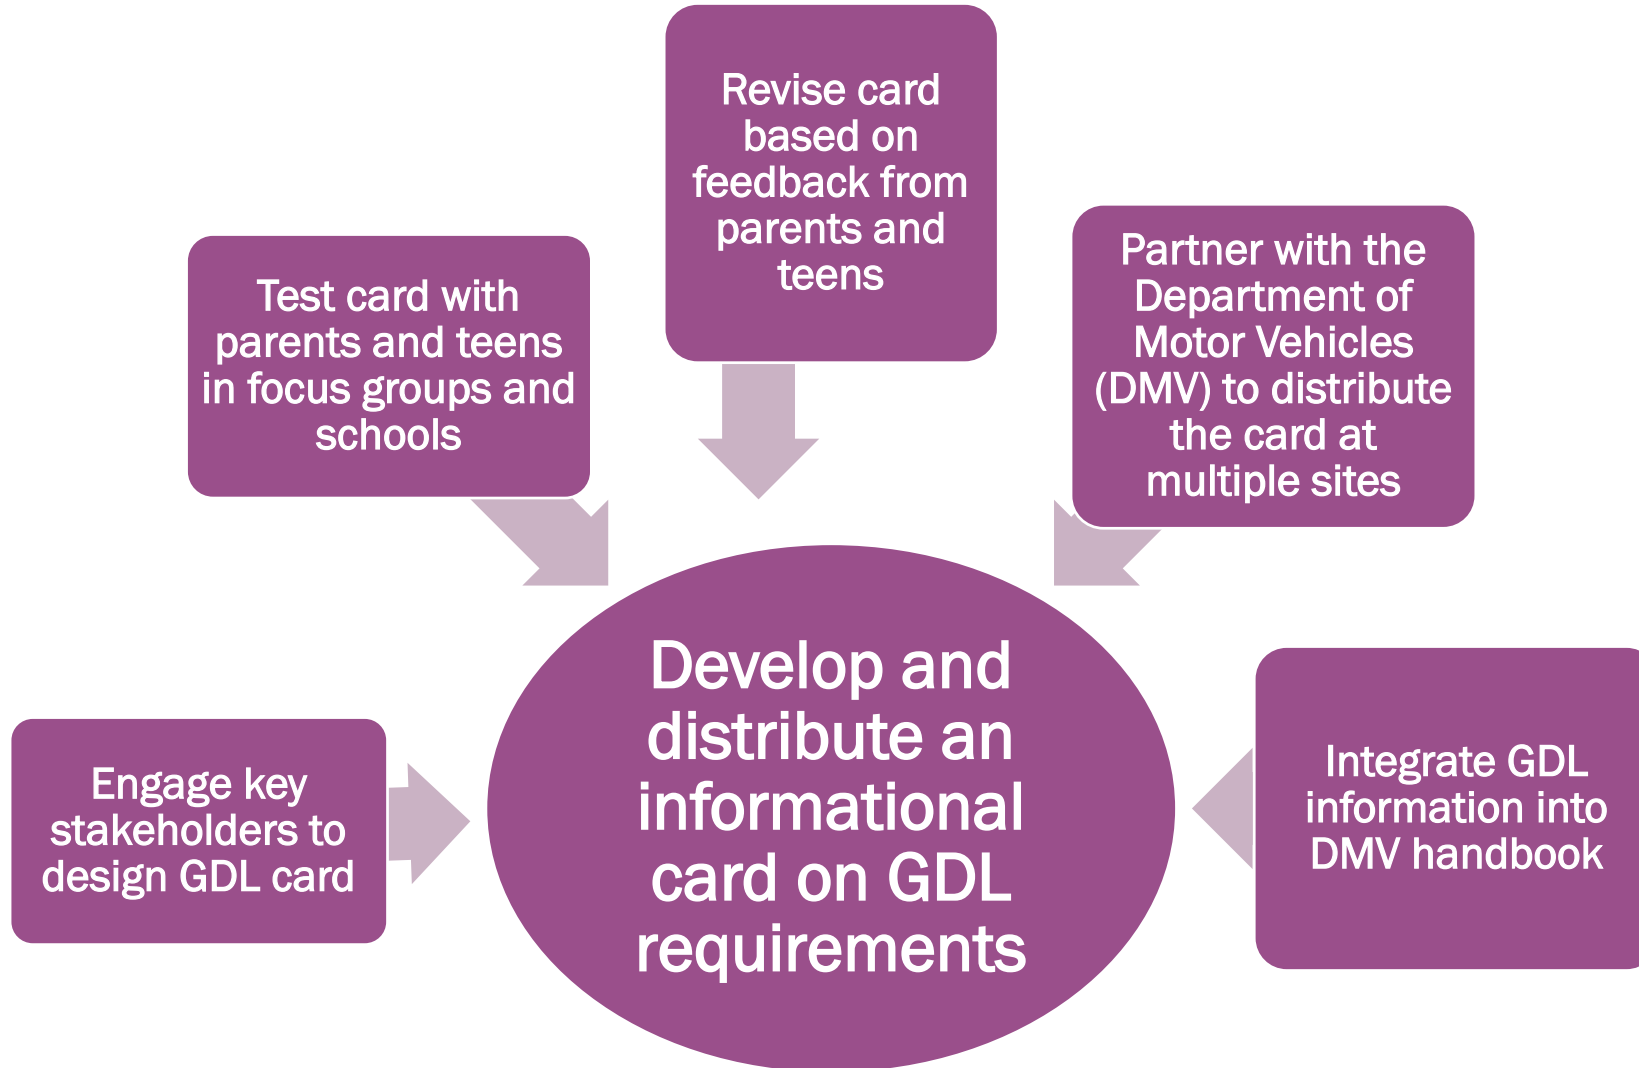 Revise card
based on
feedback from
parents and
teens
Test card with
parents and teens
in focus groups and
schools
Partner with the
Department of
Motor Vehicles
(DMV) to distribute
the card at
multiple sites
Engage key
stakeholders to
design GDL card
Develop and
distribute an
informational
card on GDL
requirements
Integrate GDL
information into
DMV handbook